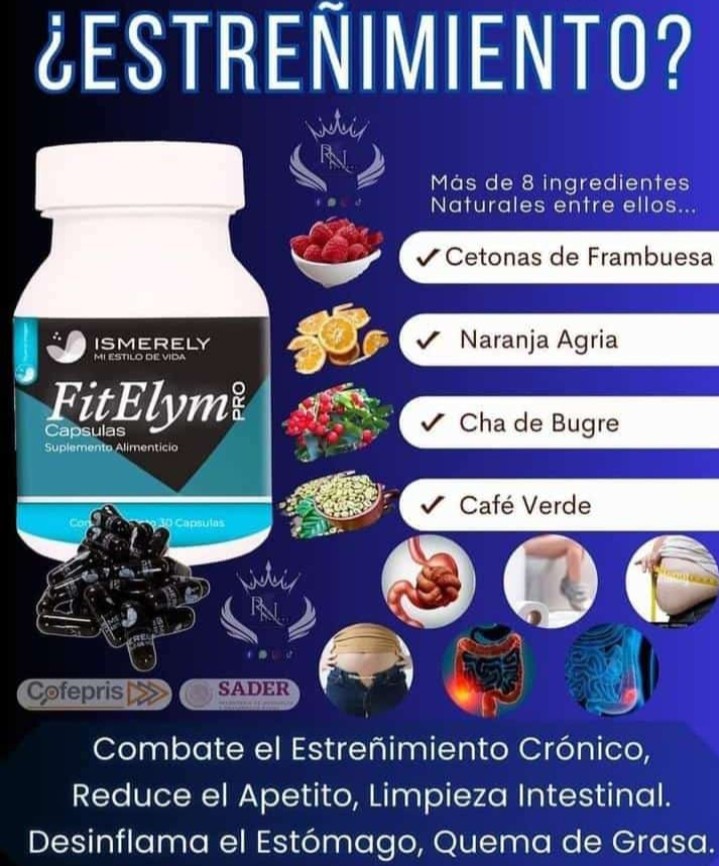 ¿ESTREÑIMIENTO?
Más de 8 ingredientes
Naturales entre ellos...
✓ Cetonas de Frambuesa
✓ Naranja Agria
✓ Cha de Bugre
✓ Café Verde
RN
ISMERELY
MI ESTILO DE VIDA
FitElym PRO
Capsulas
Suplemento Alimenticio
30 Capsulas
RN
Cofepris
SADER
Combate el Estreñimiento Crónico,
Reduce el Apetito, Limpieza Intestinal.
Desinflama el Estómago, Quema de Grasa.